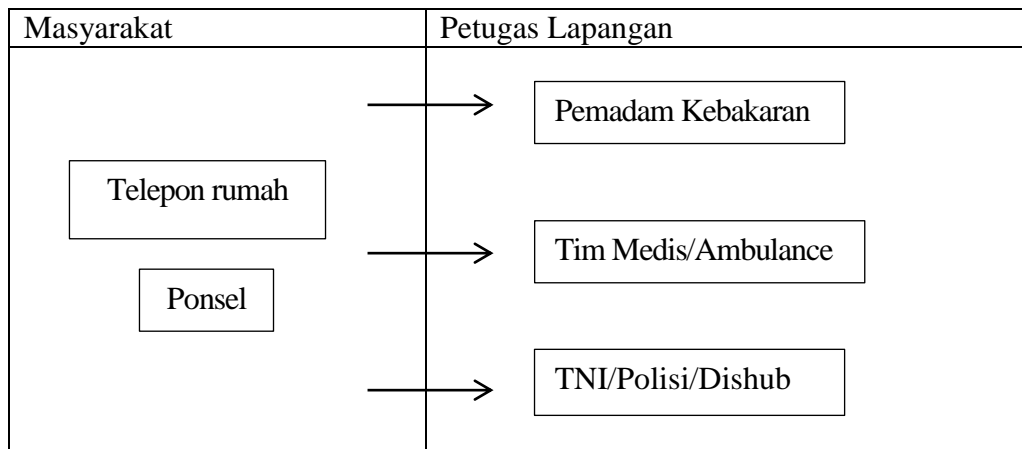 Masyarakat
Petugas Lapangan
Pemadam Kebakaran
Telepon rumah
Tim Medis/Ambulance
Ponsel
TNI/Polisi/Dishub